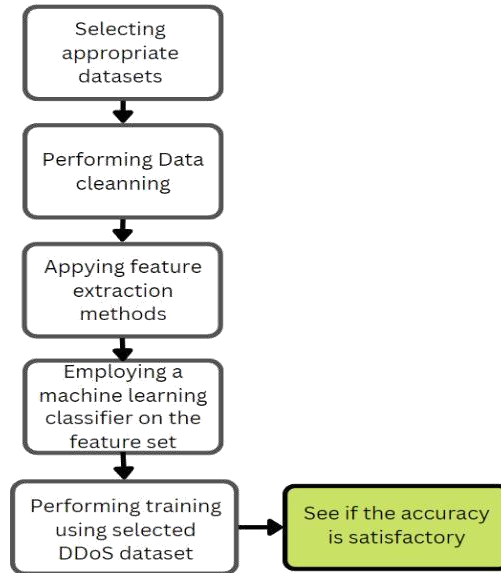 Selecting
appropriate
datasets
Performing Data
cleanning
Appying feature
extraction
methods
Employing a
machine learning
classifier on the
feature set
Performing training
using selected
DDoS dataset
See if the accuracy
is satisfactory